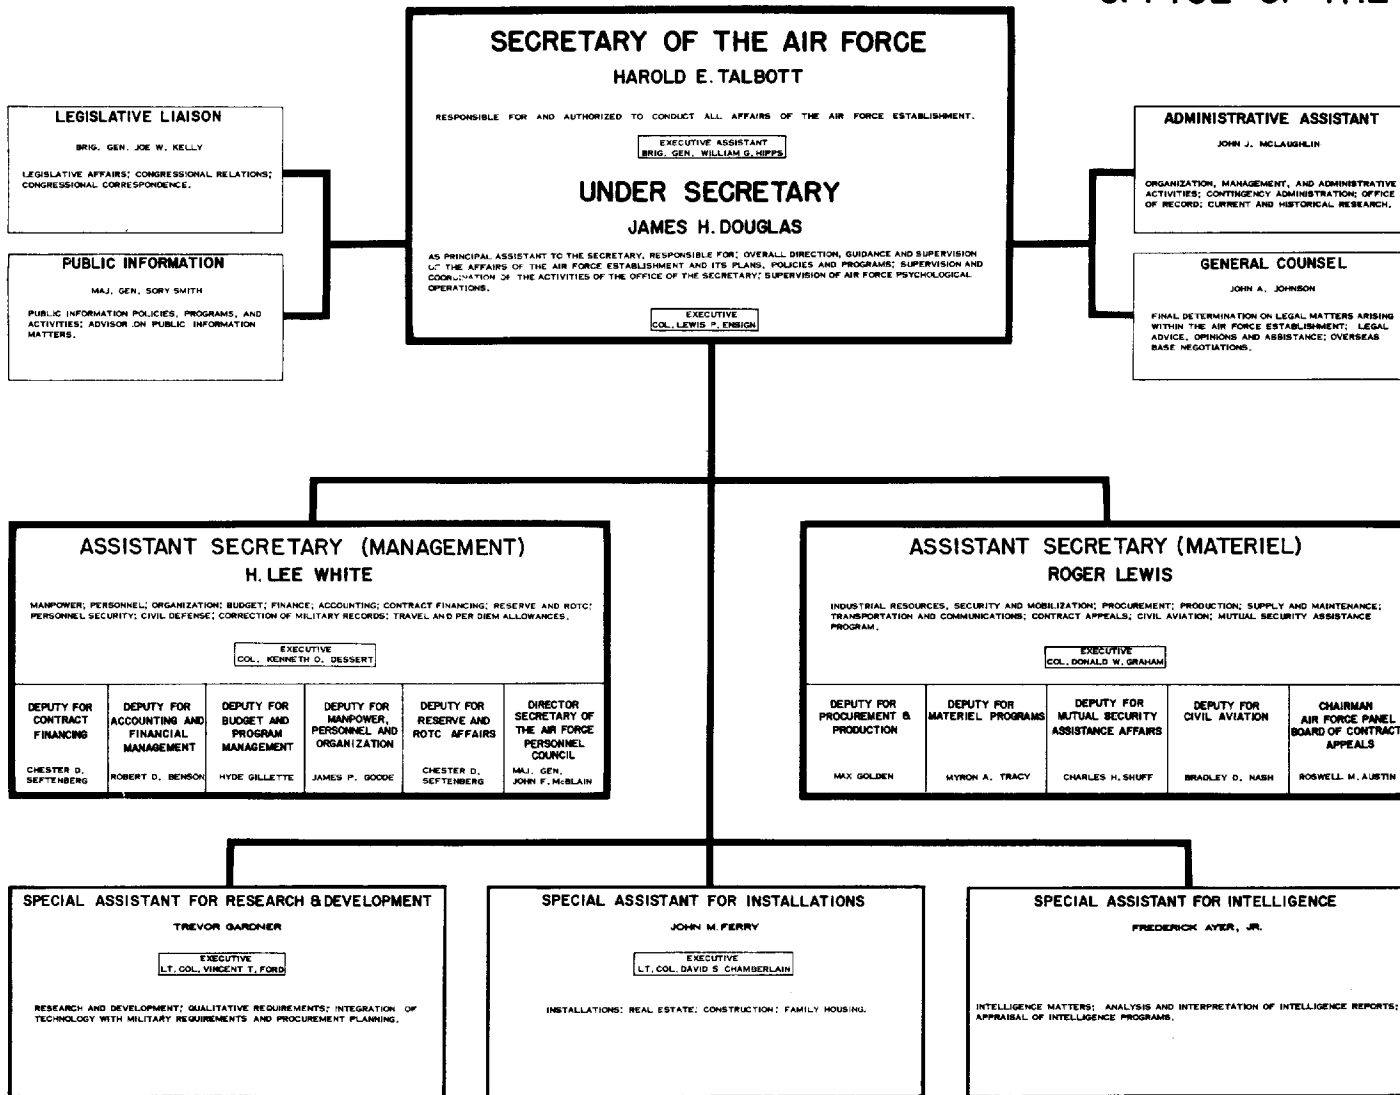 SECRETARY OF THE AIR FORCE
HAROLD E. TALBOTT
RESPONSIBLE FOR AND AUTHORIZED TO CONDUCT ALL AFFAIRS OF THE AIR FORCE ESTABLISHMENT.
EXECUTIVE ASSISTANT
BRIG. GEN. WILLIAM G. HIPPS
UNDER SECRETARY
JAMES H. DOUGLAS
AS PRINCIPAL ASSISTANT TO THE SECRETARY, RESPONSIBLE FOR; OVERALL DIRECTION, GUIDANCE AND SUPERVISION
OF THE AFFAIRS OF THE AIR FORCE ESTABLISHMENT AND ITS PLANS, POLICIES AND PROGRAMS; SUPERVISION AND
COORDINATION OF THE ACTIVITIES OF THE OFFICE OF THE SECRETARY; SUPERVISION OF AIR FORCE PSYCHOLOGICAL
OPERATIONS.
EXECUTIVE
COL. LEWIS P. ENSIGN
LEGISLATIVE LIAISON
BRIG. GEN. JOE W. KELLY
LEGISLATIVE AFFAIRS; CONGRESSIONAL RELATIONS;
CONGRESSIONAL CORRESPONDENCE.
PUBLIC INFORMATION
MAJ. GEN. SORY SMITH
PUBLIC INFORMATION POLICIES, PROGRAMS, AND
ACTIVITIES; ADVISOR ON PUBLIC INFORMATION
MATTERS.
ADMINISTRATIVE ASSISTANT
JOHN J. MCLAUGHLIN
ORGANIZATION, MANAGEMENT, AND ADMINISTRATIVE
ACTIVITIES; CONTINGENCY ADMINISTRATION; OFFICE
OF RECORD; CURRENT AND HISTORICAL RESEARCH.
GENERAL COUNSEL
JOHN A. JOHNSON
FINAL DETERMINATION ON LEGAL MATTERS ARISING
WITHIN THE AIR FORCE ESTABLISHMENT; LEGAL
ADVICE, OPINIONS AND ASSISTANCE; OVERSEAS
BASE NEGOTIATIONS.
ASSISTANT SECRETARY (MANAGEMENT)
H. LEE WHITE
MANPOWER; PERSONNEL; ORGANIZATION; BUDGET; FINANCE; ACCOUNTING; CONTRACT FINANCING; RESERVE AND ROTC;
PERSONNEL SECURITY; CIVIL DEFENSE; CORRECTION OF MILITARY RECORDS; TRAVEL AND PER DIEM ALLOWANCES.
EXECUTIVE
COL. KENNETH O. DESSERT
DEPUTY FOR
CONTRACT
FINANCING
CHESTER D.
SEFTENBERG
DEPUTY FOR
ACCOUNTING AND
FINANCIAL
MANAGEMENT
ROBERT D. BENSON
DEPUTY FOR
BUDGET AND
PROGRAM
MANAGEMENT
HYDE GILLETTE
DEPUTY FOR
MANPOWER,
PERSONNEL AND
ORGANIZATION
JAMES P. GOODE
DEPUTY FOR
RESERVE AND
ROTC AFFAIRS
CHESTER D.
SEFTENBERG
DIRECTOR
SECRETARY OF
THE AIR FORCE
PERSONNEL
COUNCIL
MAJ. GEN.
JOHN F. McBLAIN
ASSISTANT SECRETARY (MATERIEL)
ROGER LEWIS
INDUSTRIAL RESOURCES, SECURITY AND MOBILIZATION; PROCUREMENT; PRODUCTION; SUPPLY AND MAINTENANCE;
TRANSPORTATION AND COMMUNICATIONS; CONTRACT APPEALS; CIVIL AVIATION; MUTUAL SECURITY ASSISTANCE
PROGRAM.
EXECUTIVE
COL. DONALD W. GRAHAM
DEPUTY FOR
PROCUREMENT &
PRODUCTION
MAX GOLDEN
DEPUTY FOR
MATERIEL PROGRAMS
MYRON A. TRACY
DEPUTY FOR
MUTUAL SECURITY
ASSISTANCE AFFAIRS
CHARLES H. SHUFF
DEPUTY FOR
CIVIL AVIATION
BRADLEY D. NASH
CHAIRMAN
AIR FORCE PANEL
BOARD OF CONTRACT
APPEALS
ROSWELL M. AUSTIN
SPECIAL ASSISTANT FOR RESEARCH & DEVELOPMENT
TREVOR GARDNER
EXECUTIVE
LT. COL. VINCENT T. FORD
RESEARCH AND DEVELOPMENT; QUALITATIVE REQUIREMENTS; INTEGRATION OF
TECHNOLOGY WITH MILITARY REQUIREMENTS AND PROCUREMENT PLANNING.
SPECIAL ASSISTANT FOR INSTALLATIONS
JOHN M. FERRY
EXECUTIVE
LT. COL. DAVID S CHAMBERLAIN
INSTALLATIONS; REAL ESTATE; CONSTRUCTION; FAMILY HOUSING.
SPECIAL ASSISTANT FOR INTELLIGENCE
FREDERICK AYER, JR.
INTELLIGENCE MATTERS; ANALYSIS AND INTERPRETATION OF INTELLIGENCE REPORTS;
APPRAISAL OF INTELLIGENCE PROGRAMS.